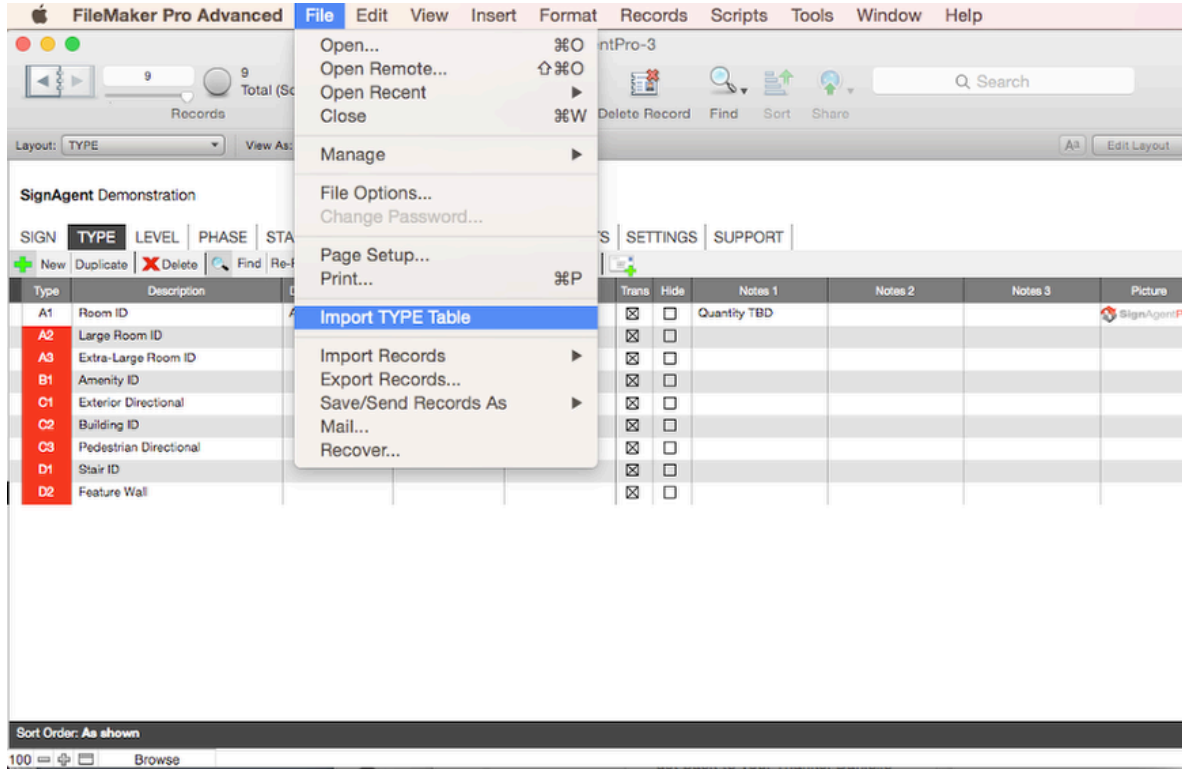 FileMaker Pro Advanced File Edit View Insert Format Records Scripts Tools Window Help
Open... ⌘O
ntPro-3
Open Remote... ⇧⌘O
Open Recent
Close ⌘W
9
9
Total (So
Records
Delete Record Find Sort Share
Search
Layout: TYPE View As:
Aa Edit Layout
Manage
File Options...
Change Password...
Page Setup...
Print... ⌘P
Import TYPE Table
Import Records
Export Records...
Save/Send Records As
Mail...
Recover...
SignAgent Demonstration
SIGN TYPE LEVEL PHASE STA S SETTINGS SUPPORT
New Duplicate Delete Find Re-F
Type Description Trans Hide Notes 1 Notes 2 Notes 3 Picture
A1 Room ID Quantity TBD SignAgentP
A2 Large Room ID
A3 Extra-Large Room ID
B1 Amenity ID
C1 Exterior Directional
C2 Building ID
C3 Pedestrian Directional
D1 Stair ID
D2 Feature Wall
Sort Order: As shown
100 Browse